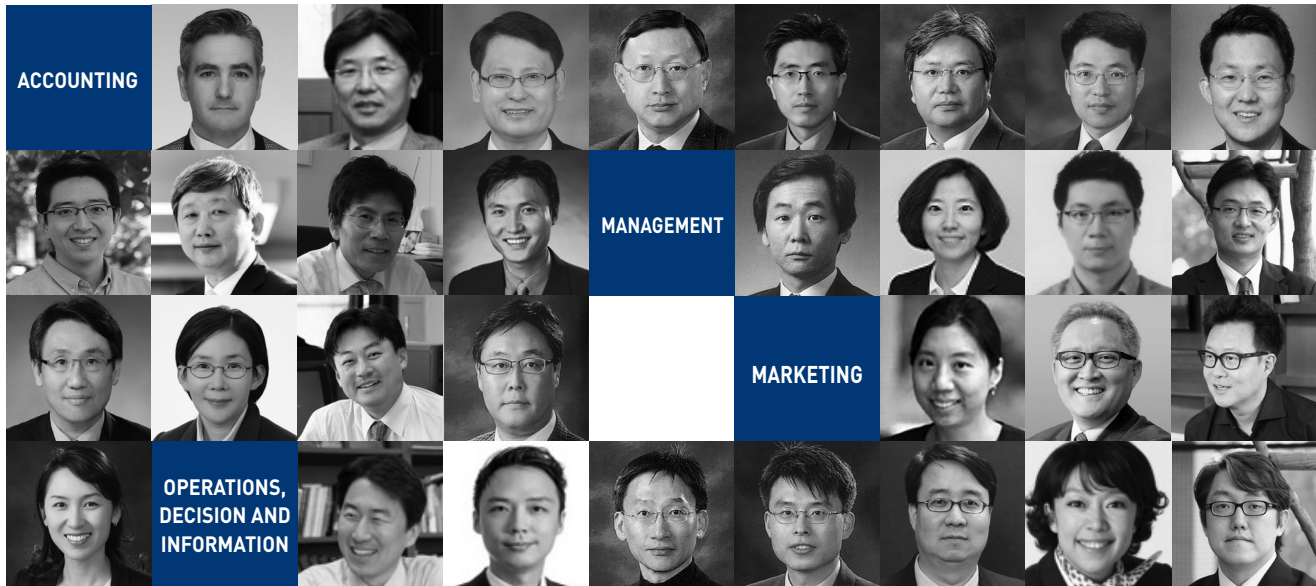 ACCOUNTING
MANAGEMENT
MARKETING
OPERATIONS,
DECISION AND
INFORMATION